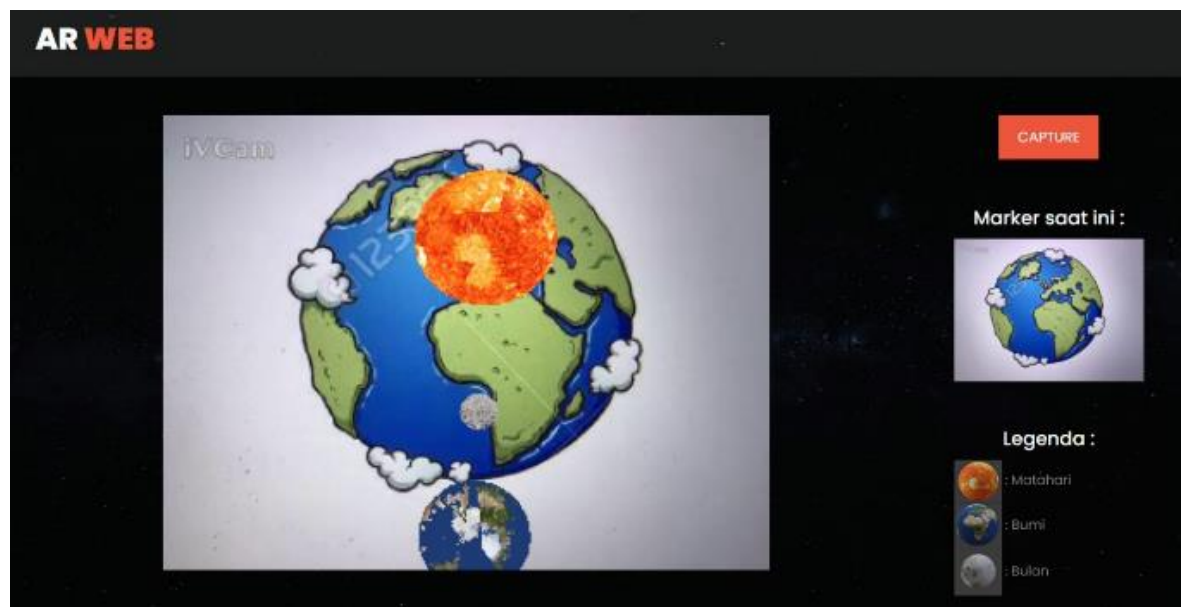 AR WEB
iVCam
CAPTURE
Marker saat ini :
Legenda :
: Matahari
: Bumi
: Bulan